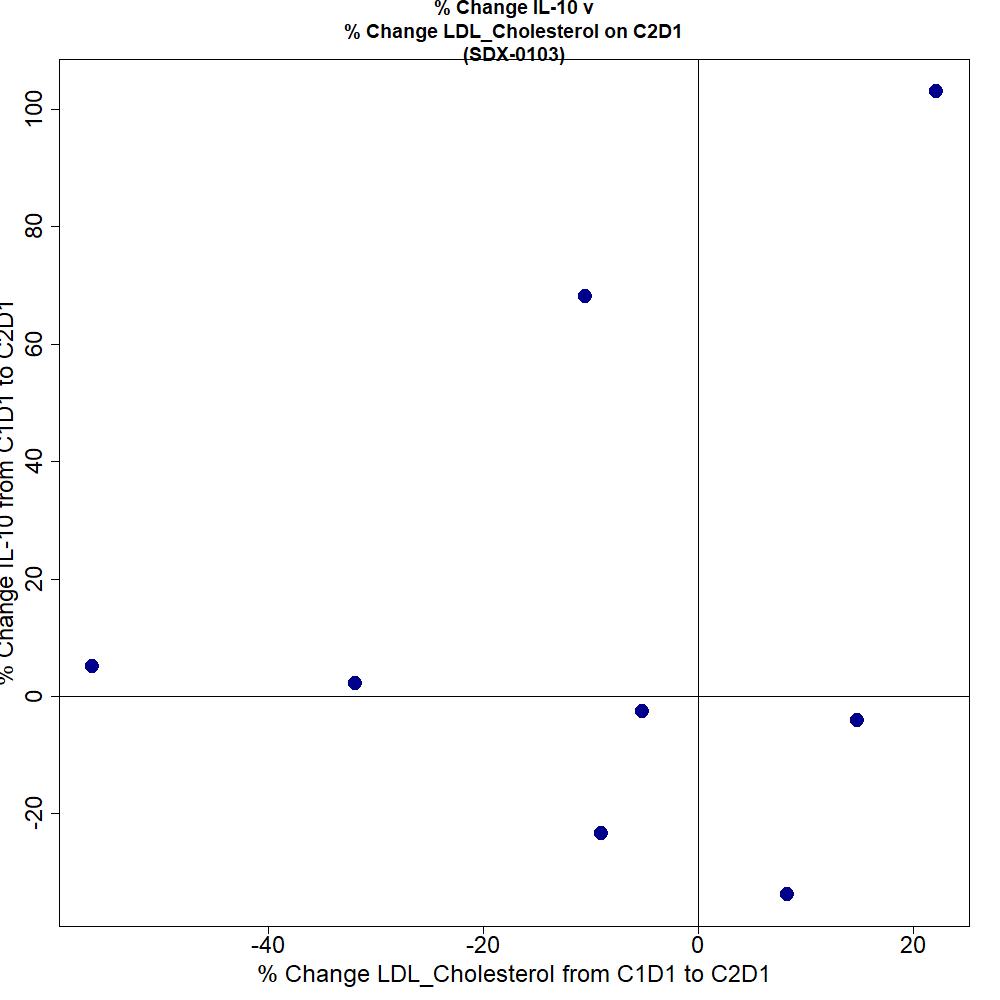 % Change IL-10 v
% Change LDL_Cholesterol on C2D1
(SDX-0103)
% Change IL-10 from C1D1 to C2D1
100
80
60
40
20
0
-20
-40
-20
0
20
% Change LDL_Cholesterol from C1D1 to C2D1